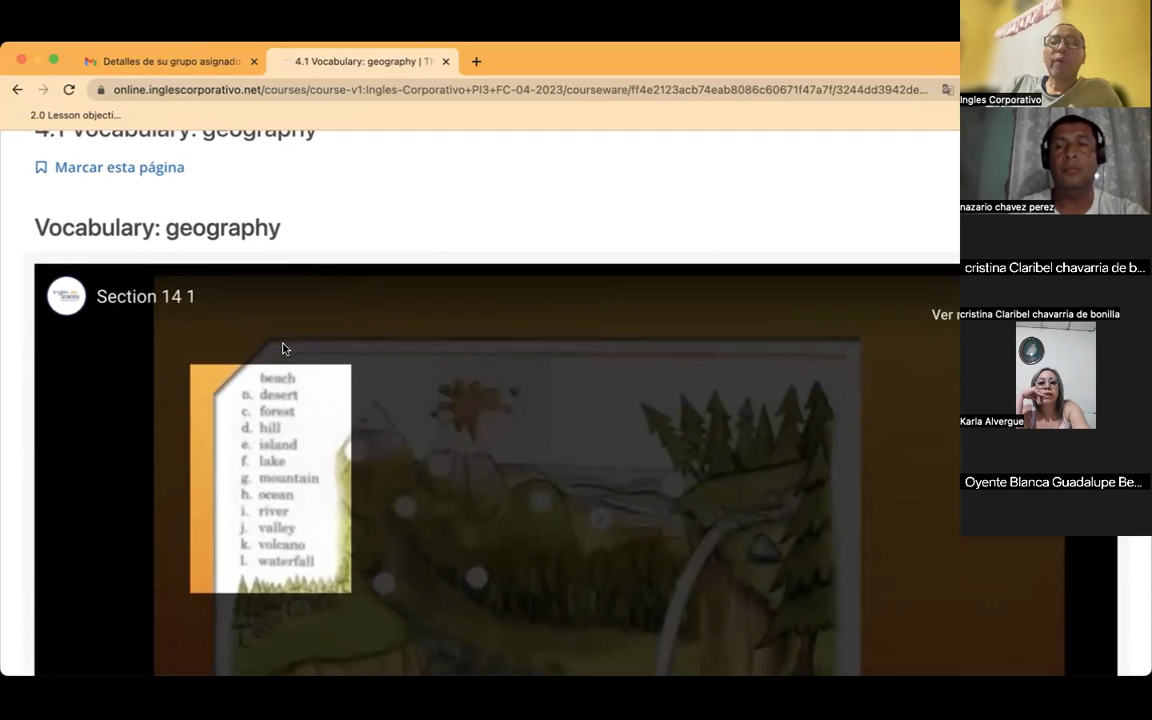 Detalles de su grupo asignado
4.1 Vocabulary: geography | Th
online.inglescorporativo.net/courses/course-v1:Ingles-Corporativo+PI3+FC-04-2023/courseware/ff4e2123acb74eab8086c60671f47a7f/3244dd3942de...
2.0 Lesson objecti...
4.1 Vocabulary: geography
Marcar esta página
Vocabulary: geography
Section 14 1
Ver
beach
b. desert
c. forest
d. hill
e. island
f. lake
g. mountain
h. ocean
i. river
j. valley
k. volcano
l. waterfall
Ingles Corporativo
nazario chavez perez
cristina Claribel chavarria de b...
cristina Claribel chavarria de bonilla
Karla Alvergue
Oyente Blanca Guadalupe Be...